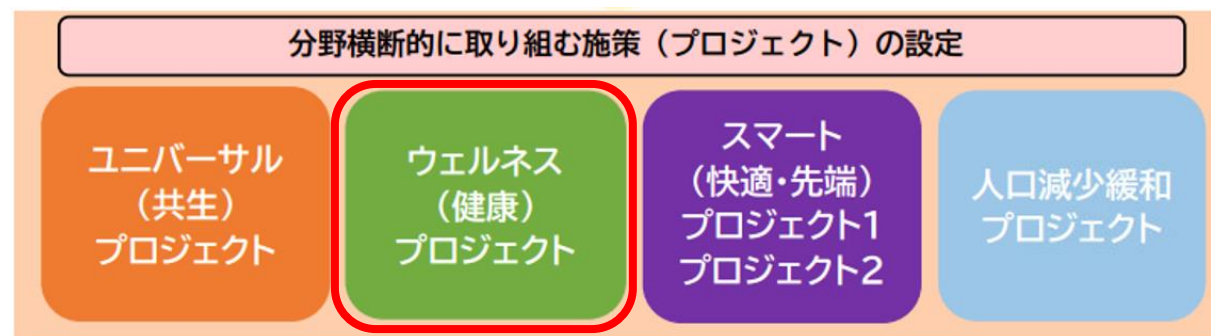 分野横断的に取り組む施策（プロジェクト）の設定
ユニバーサル
（共生）
プロジェクト
ウェルネス
（健康）
プロジェクト
スマート
（快適・先端）
プロジェクト1
プロジェクト2
人口減少緩和
プロジェクト